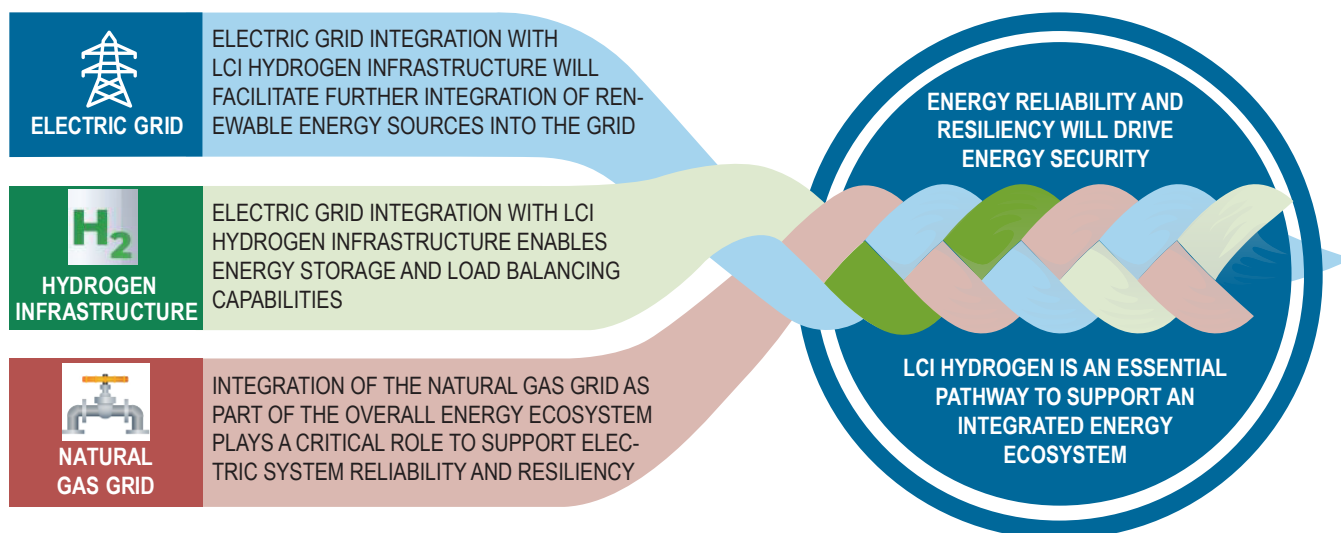 ELECTRIC GRID
ELECTRIC GRID INTEGRATION WITH
LCI HYDROGEN INFRASTRUCTURE WILL
FACILITATE FURTHER INTEGRATION OF REN-
EWABLE ENERGY SOURCES INTO THE GRID
H2
HYDROGEN
INFRASTRUCTURE
ELECTRIC GRID INTEGRATION WITH LCI
HYDROGEN INFRASTRUCTURE ENABLES
ENERGY STORAGE AND LOAD BALANCING
CAPABILITIES
NATURAL
GAS GRID
INTEGRATION OF THE NATURAL GAS GRID AS
PART OF THE OVERALL ENERGY ECOSYSTEM
PLAYS A CRITICAL ROLE TO SUPPORT ELEC-
TRIC SYSTEM RELIABILITY AND RESILIENCY
ENERGY RELIABILITY AND
RESILIENCY WILL DRIVE
ENERGY SECURITY
LCI HYDROGEN IS AN ESSENTIAL
PATHWAY TO SUPPORT AN
INTEGRATED ENERGY
ECOSYSTEM